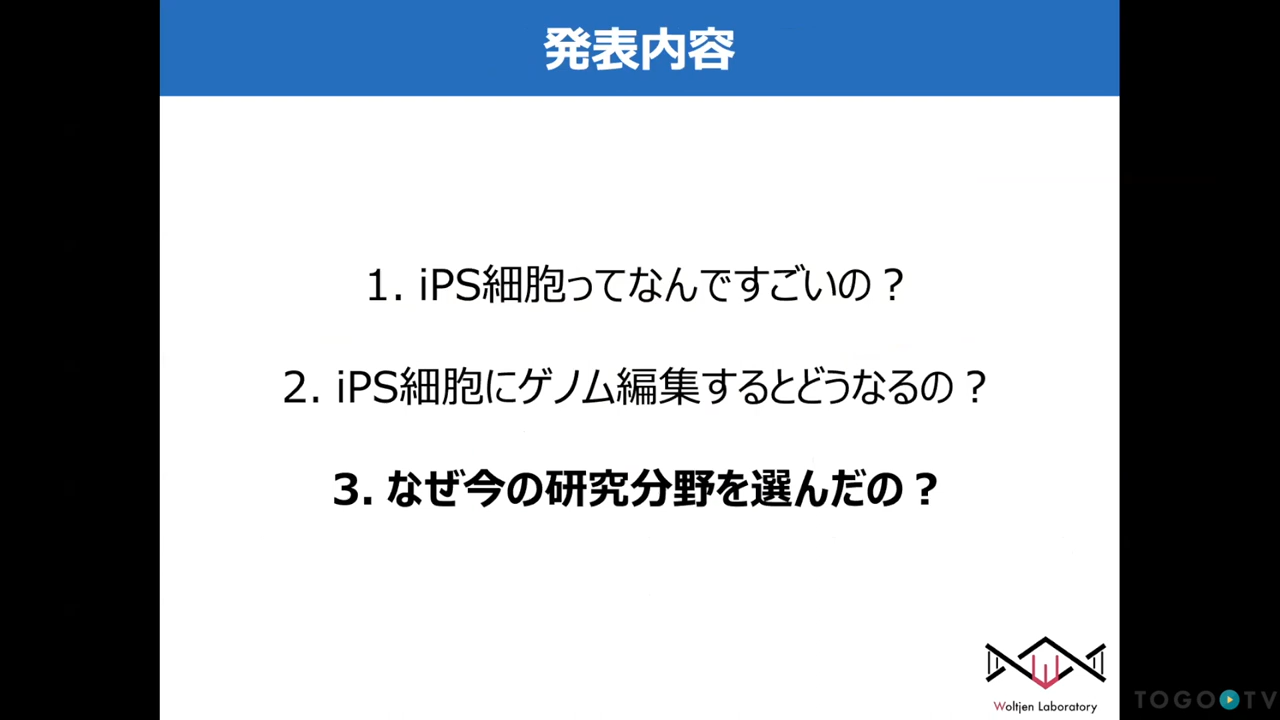 発表内容
1. iPS細胞ってなんですごいの？
2. iPS細胞にゲノム編集するとどうなるの？
3. なぜ今の研究分野を選んだの？
Woltjen Laboratory
TOGO TV